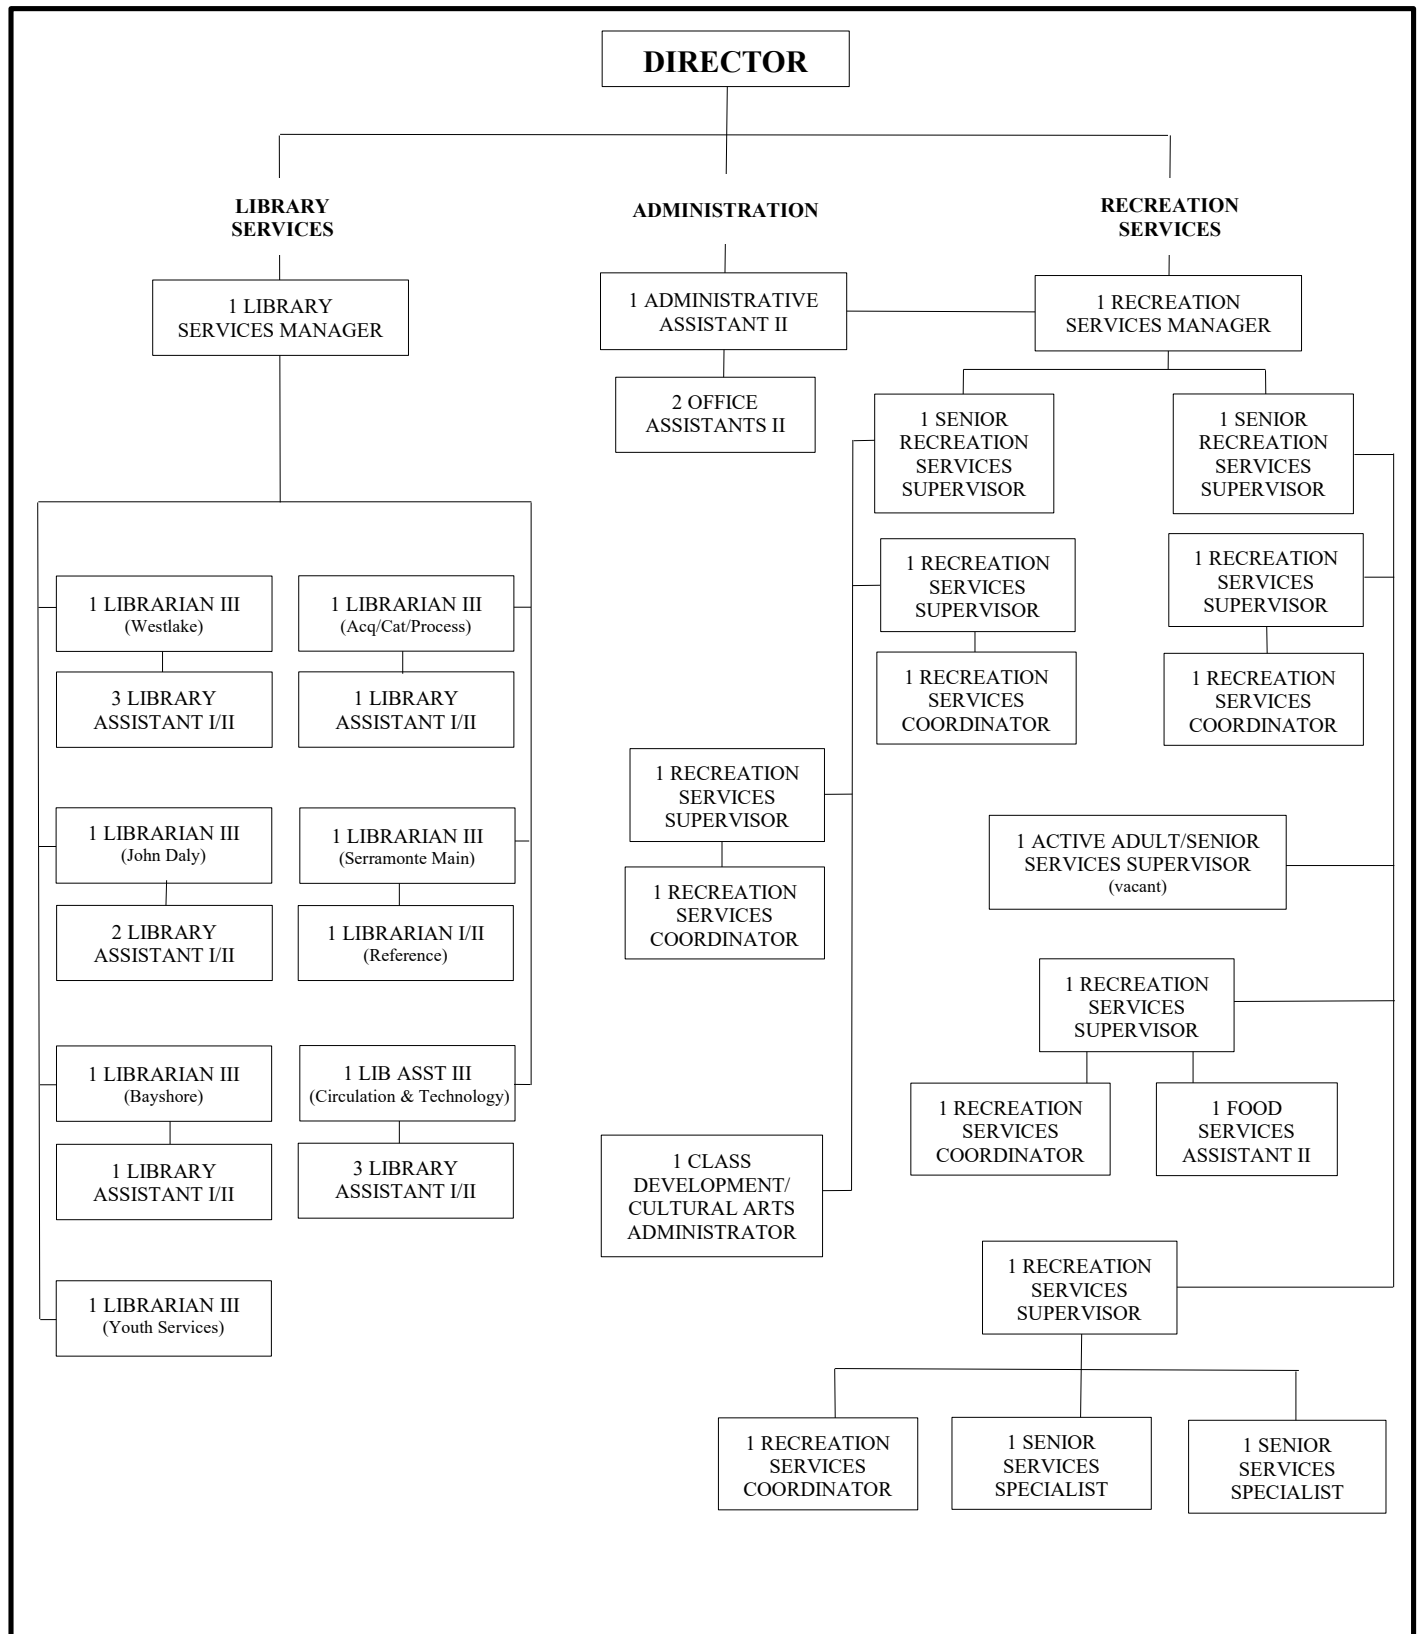 DIRECTOR
LIBRARY
SERVICES
ADMINISTRATION
RECREATION
SERVICES
1 LIBRARY
SERVICES MANAGER
1 ADMINISTRATIVE
ASSISTANT II
1 RECREATION
SERVICES MANAGER
2 OFFICE
ASSISTANTS II
1 SENIOR
RECREATION
SERVICES
SUPERVISOR
1 SENIOR
RECREATION
SERVICES
SUPERVISOR
1 RECREATION
SERVICES
SUPERVISOR
1 RECREATION
SERVICES
SUPERVISOR
1 LIBRARIAN III
(Westlake)
1 LIBRARIAN III
(Acq/Cat/Process)
3 LIBRARY
ASSISTANT I/II
1 LIBRARY
ASSISTANT I/II
1 RECREATION
SERVICES
COORDINATOR
1 RECREATION
SERVICES
COORDINATOR
1 RECREATION
SERVICES
SUPERVISOR
1 LIBRARIAN III
(John Daly)
1 LIBRARIAN III
(Serramonte Main)
1 ACTIVE ADULT/SENIOR
SERVICES SUPERVISOR
(vacant)
1 RECREATION
SERVICES
COORDINATOR
2 LIBRARY
ASSISTANT I/II
1 LIBRARIAN I/II
(Reference)
1 RECREATION
SERVICES
SUPERVISOR
1 LIBRARIAN III
(Bayshore)
1 LIB ASST III
(Circulation & Technology)
1 RECREATION
SERVICES
COORDINATOR
1 FOOD
SERVICES
ASSISTANT II
1 LIBRARY
ASSISTANT I/II
3 LIBRARY
ASSISTANT I/II
1 CLASS
DEVELOPMENT/
CULTURAL ARTS
ADMINISTRATOR
1 RECREATION
SERVICES
SUPERVISOR
1 LIBRARIAN III
(Youth Services)
1 RECREATION
SERVICES
COORDINATOR
1 SENIOR
SERVICES
SPECIALIST
1 SENIOR
SERVICES
SPECIALIST